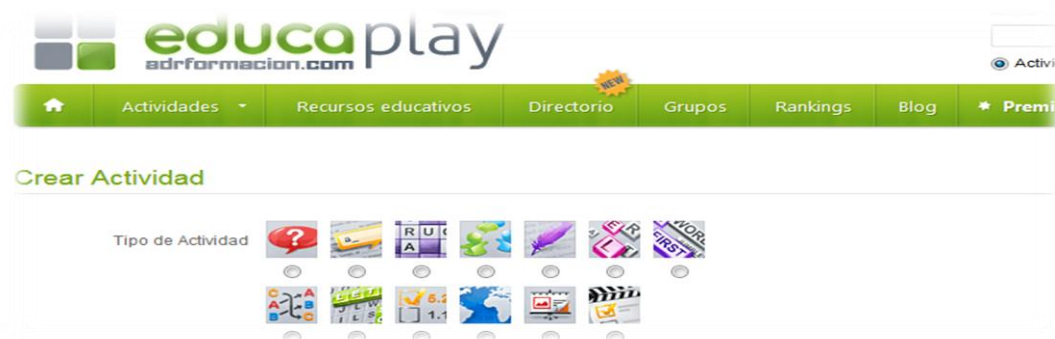 educaplay
adrformacion.com
Activi
NEW
Actividades Recursos educativos Directorio Grupos Rankings Blog Premi
Crear Actividad
Tipo de Actividad